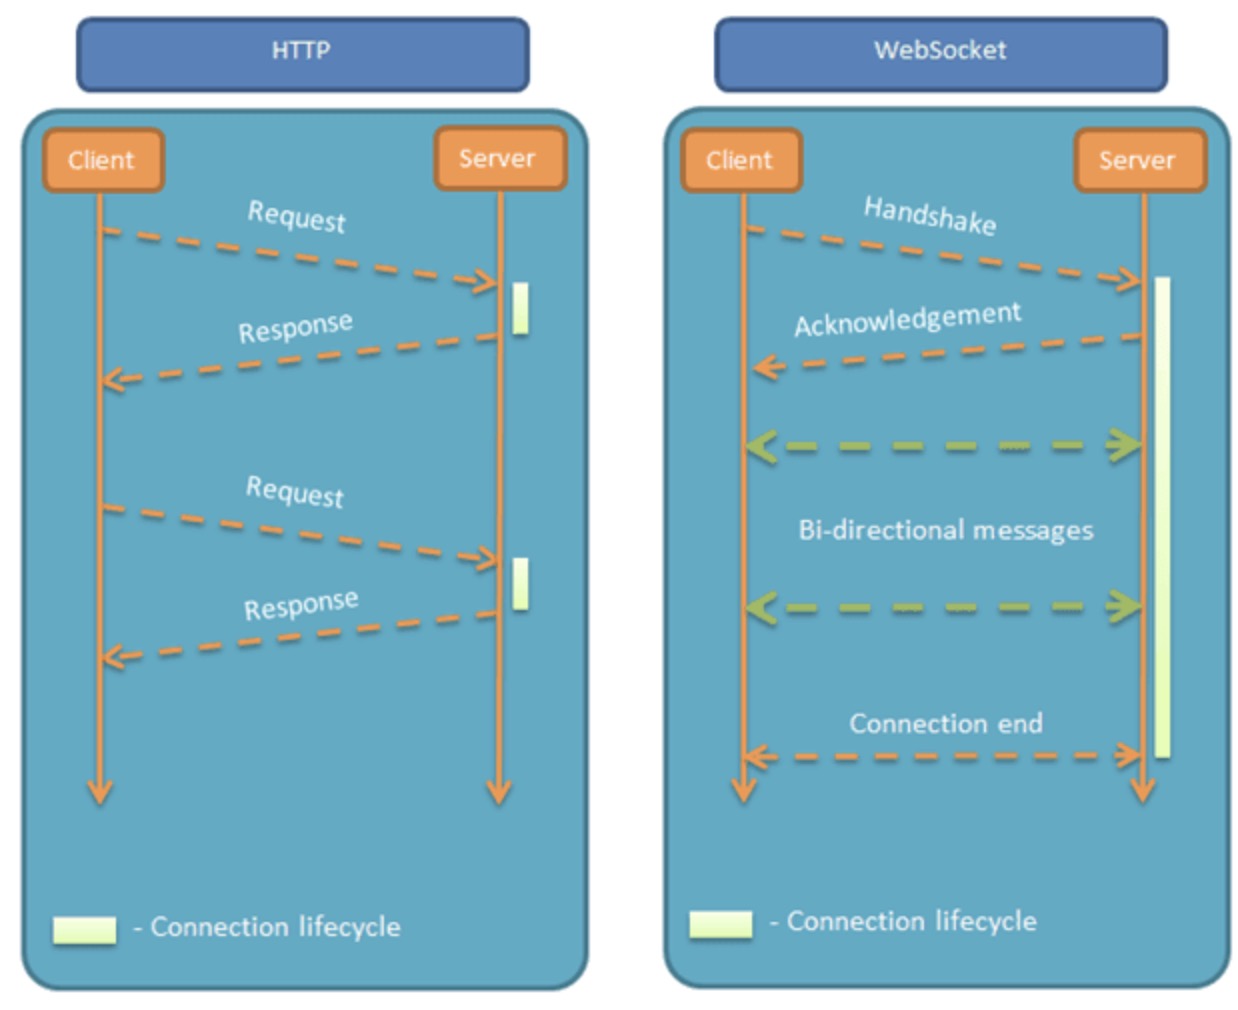 HTTP
Client
Server
Request
Response
Request
Response
- Connection lifecycle
WebSocket
Client
Server
Handshake
Acknowledgement
Bi-directional messages
Connection end
- Connection lifecycle